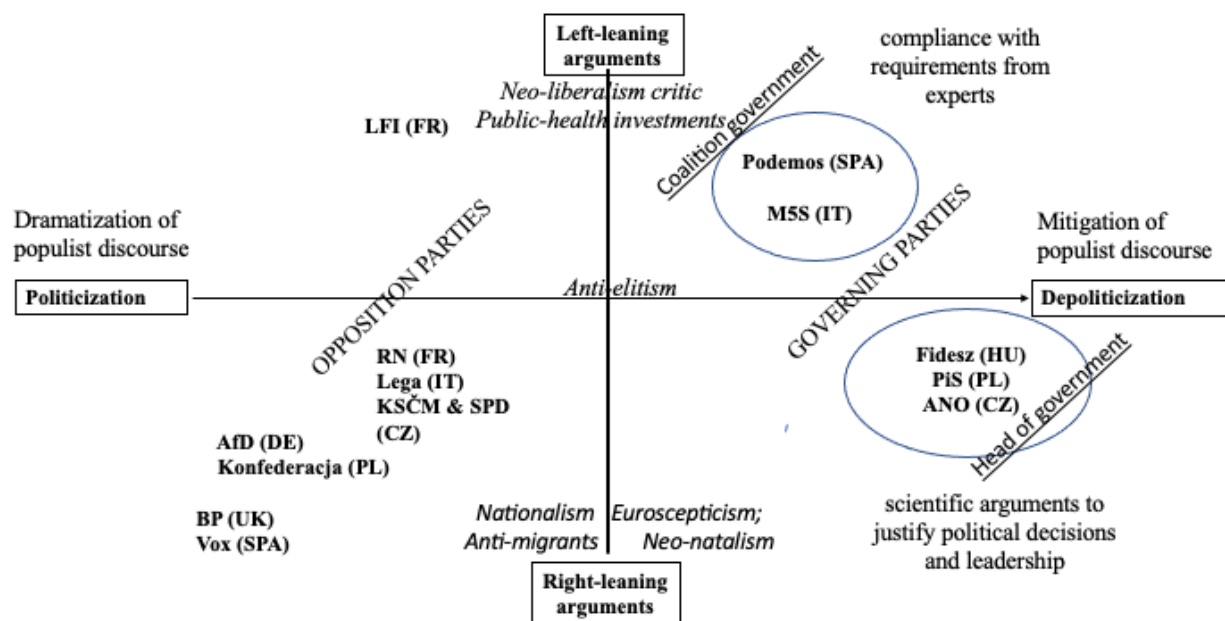 Left-leaning
arguments
compliance with
requirements from
experts
Neo-liberalism critic
Public-health investments
LFI (FR)
Coalition government
Podemos (SPA)
M5S (IT)
Dramatization of
populist discourse
Politicization
OPPOSITION PARTIES
Anti-elitism
GOVERNING PARTIES
Mitigation of
populist discourse
Depoliticization
RN (FR)
Lega (IT)
KSČM & SPD
(CZ)
AfD (DE)
Konfederacja (PL)
BP (UK)
Vox (SPA)
Fidesz (HU)
PiS (PL)
ANO (CZ)
Head of government
Nationalism Euroscepticism;
Anti-migrants Neo-natalism
scientific arguments to
justify political decisions
and leadership
Right-leaning
arguments